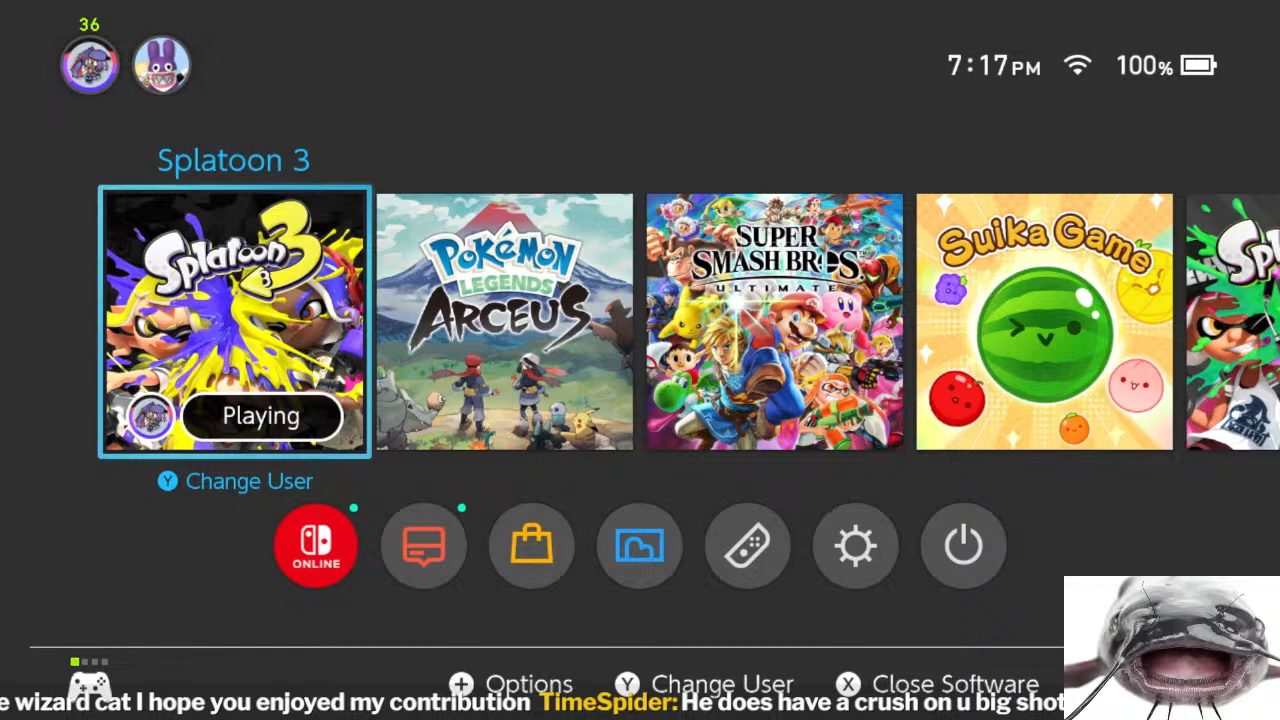 36
7:17PM 100%
Splatoon 3
Splatoon 3
Pokémon
LEGENDS
ARCEUS
SUPER
SMASH BROS.™
ULTIMATE
Suika Game
Spl
Playing
Y Change User
ONLINE
+ Options Y Change User X Close Software
e wizard cat I hope you enjoyed my contribution TimeSpider: He does have a crush on u big shot